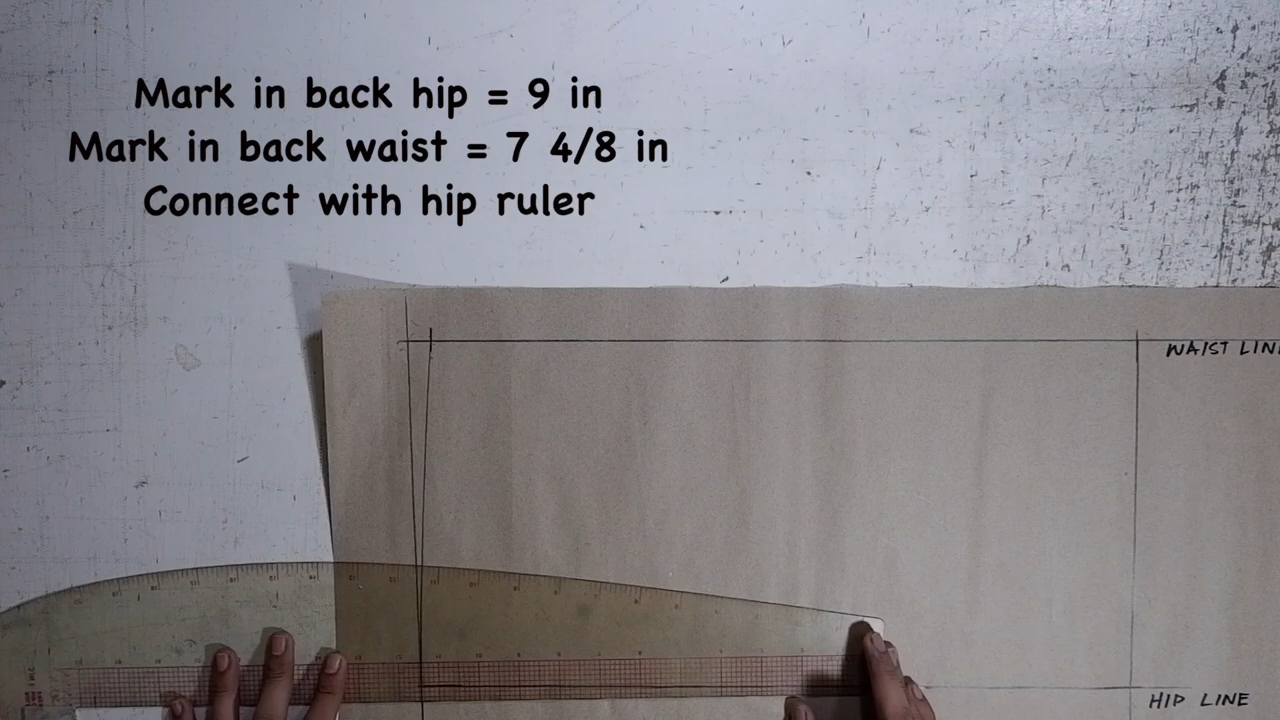 Mark in back hip = 9 in
Mark in back waist = 7 4/8 in
Connect with hip ruler
WAIST LIN
HIP LINE